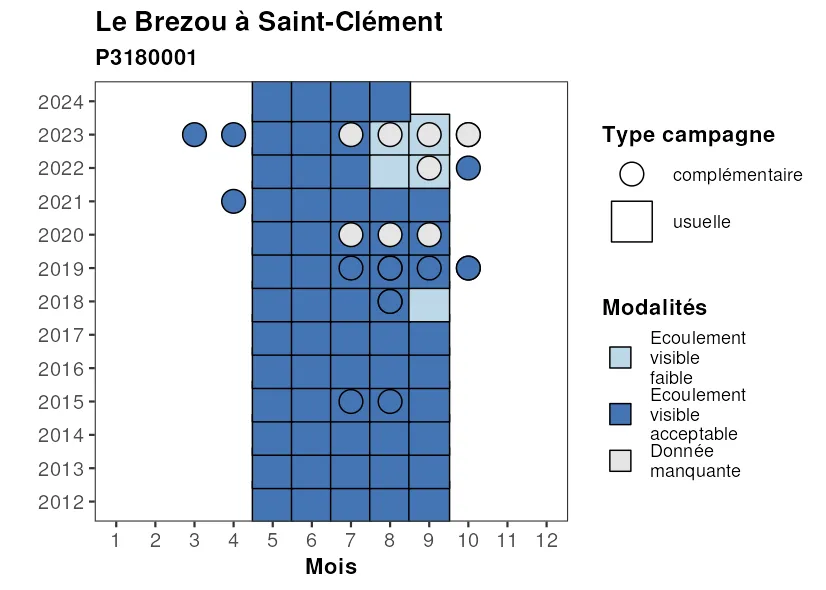 Le Brezou à Saint-Clément
P3180001
2024
2023
2022
2021
2020
2019
2018
2017
2016
2015
2014
2013
2012
1 2 3 4 5 6 7 8 9 10 11 12
Mois
Type campagne
complémentaire
usuelle
Modalités
Ecoulement
visible
faible
Ecoulement
visible
acceptable
Donnée
manquante